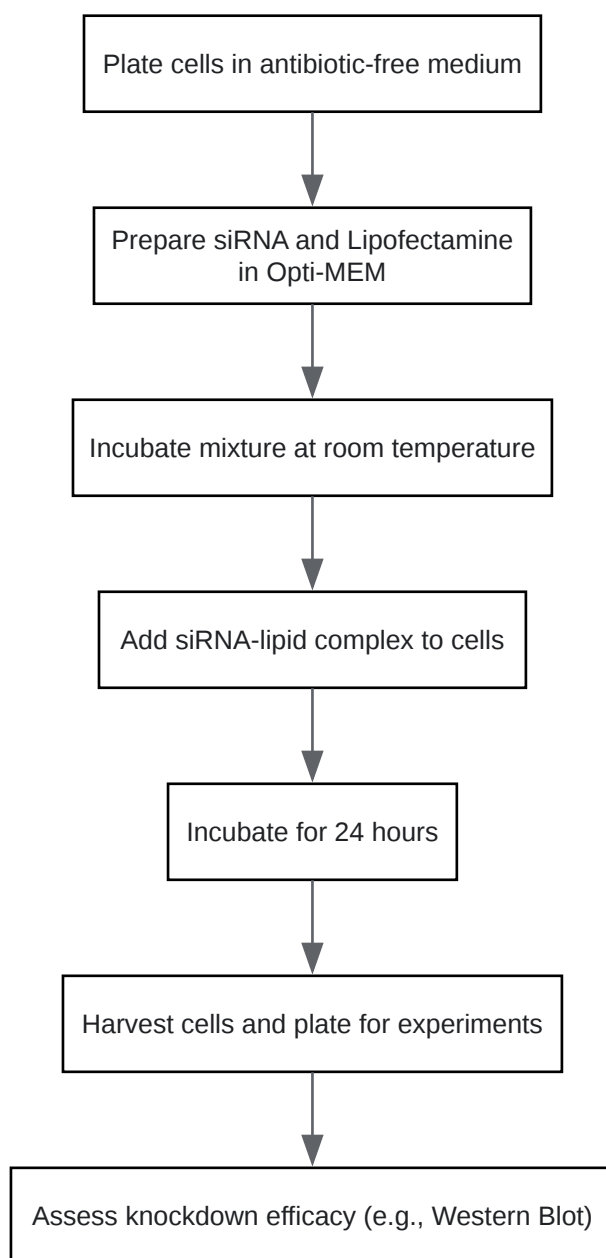 Plate cells in antibiotic-free medium
Prepare siRNA and Lipofectamine
in Opti-MEM
Incubate mixture at room temperature
Add siRNA-lipid complex to cells
Incubate for 24 hours
Harvest cells and plate for experiments
Assess knockdown efficacy (e.g., Western Blot)